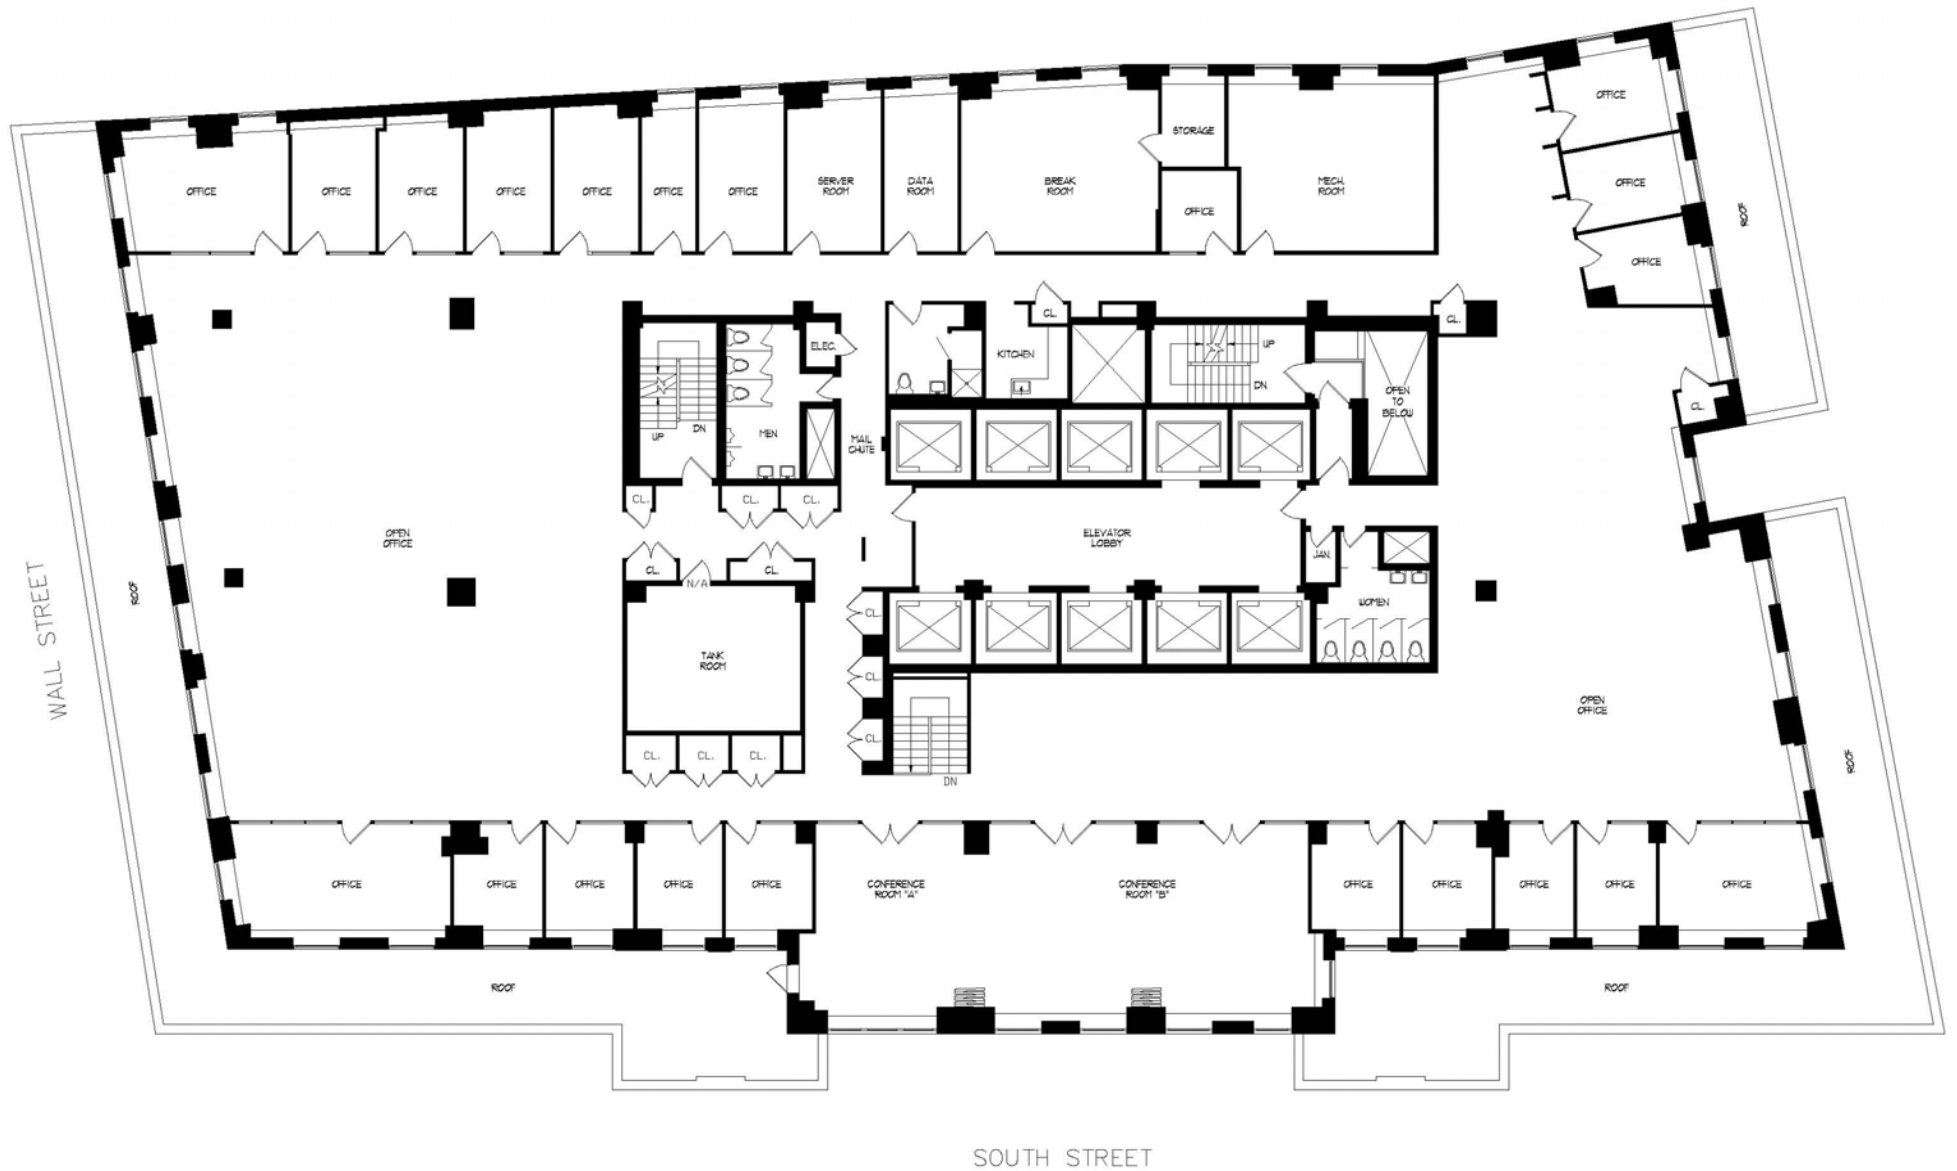 OFFICE
OFFICE
OFFICE
OFFICE
OFFICE
OFFICE
OFFICE
SERVER
ROOM
DATA
ROOM
BREAK
ROOM
STORAGE
OFFICE
MECH.
ROOM
OFFICE
OFFICE
OFFICE
ROOF
CL.
CL.
CL.
ELEC.
KITCHEN
UP
DN
OPEN
TO
BELOW
UP
DN
MEN
MAIL
CHUTE
CL.
CL.
CL.
OPEN
OFFICE
ELEVATOR
LOBBY
JAN.
CL.
N/A
CL.
WOMEN
CL.
TANK
ROOM
CL.
CL.
CL.
CL.
CL.
DN
OPEN
OFFICE
ROOF
WALL STREET
ROOF
OFFICE
OFFICE
OFFICE
OFFICE
OFFICE
CONFERENCE
ROOM "A"
CONFERENCE
ROOM "B"
OFFICE
OFFICE
OFFICE
OFFICE
OFFICE
ROOF
ROOF
SOUTH STREET